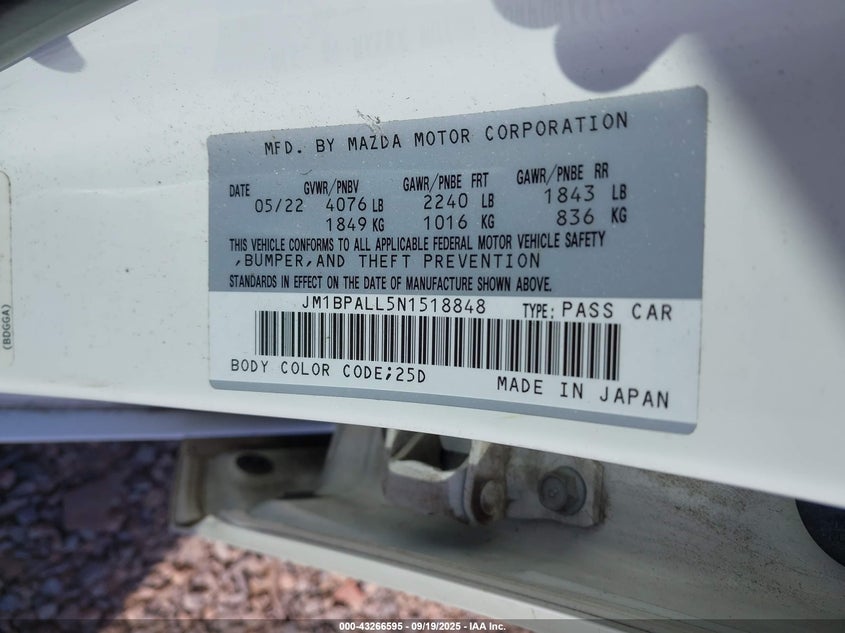 MFD. BY MAZDA MOTOR CORPORATION
DATE GVWR/PNBV GAWR/PNBE FRT GAWR/PNBE RR
05/22 4076 LB 2240 LB 1843 LB
1849 KG 1016 KG 836 KG
THIS VEHICLE CONFORMS TO ALL APPLICABLE FEDERAL MOTOR VEHICLE SAFETY
,BUMPER,AND THEFT PREVENTION
STANDARDS IN EFFECT ON THE DATE OF MANUFACTURE SHOWN ABOVE.
JM1BPALL5N1518848 TYPE: PASS CAR
BODY COLOR CODE;25D MADE IN JAPAN
(BDGGA)
000-43266595 - 09/19/2025 - IAA Inc.